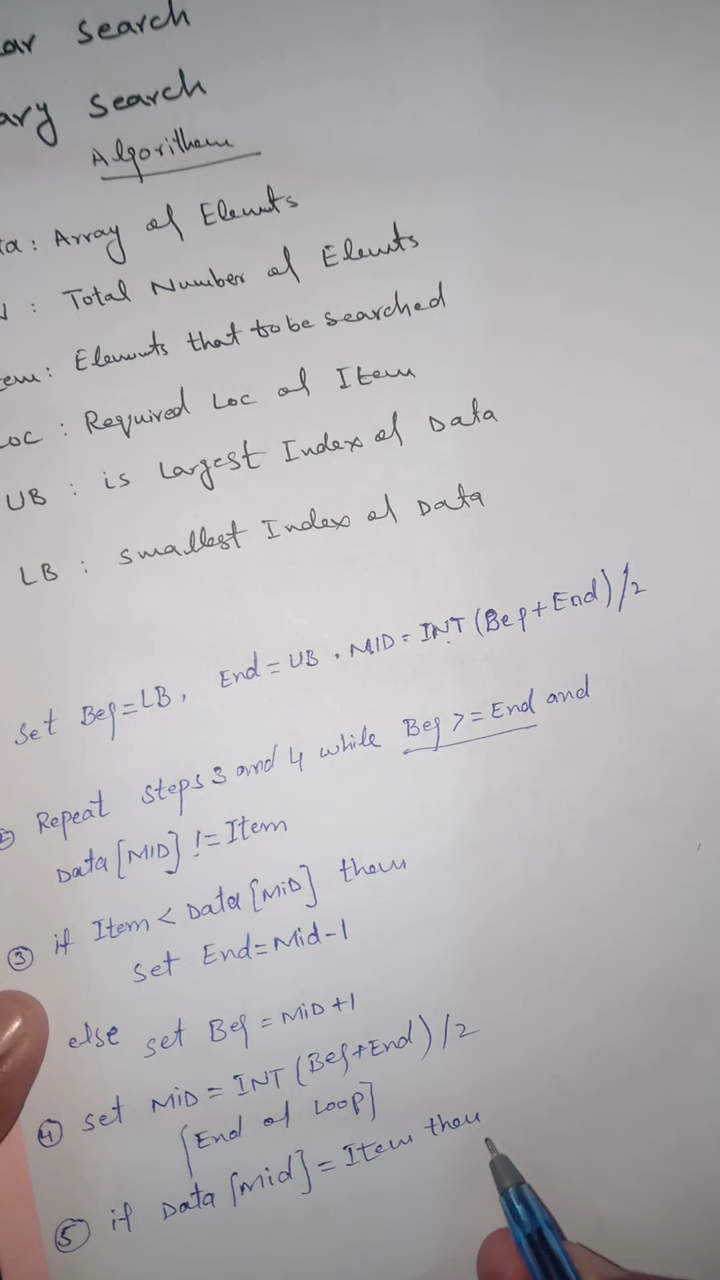 ar search
ary search
Algorithem
ta: Array of Elements
: Total Number of Elements
em: Elements that to be searched
oc: Required Loc of Item
UB: is Largest Index of Data
LB: Smallest Index of Data
Set Beg=LB, End=UB, MID=INT(Beg+End)/2
② Repeat steps 3 and 4 while Beg >= End and
Data[MID] != Item
③ if Item < Data[MID] then
Set End=Mid-1
else set Beg=MID+1
④ set MID=INT(Beg+End)/2
[End of Loop]
⑤ if Data[Mid]=Item then